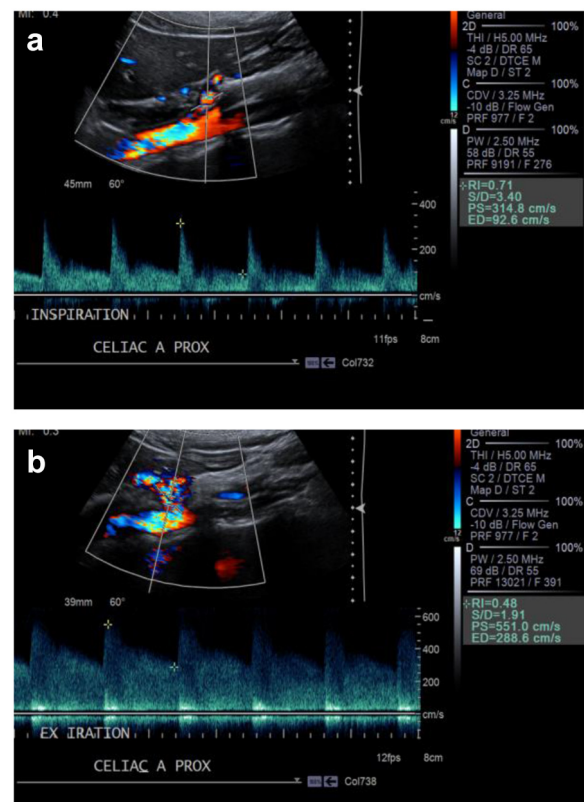 a
MI: 0.4
General
2D 100%
THI / H5.00 MHz
-4 dB / DR 65
SC 2 / DTCE M
Map D / ST 2
C 100%
CDV / 3.25 MHz
-10 dB / Flow Gen
PRF 977 / F 2
12
cm/s
D 100%
PW / 2.50 MHz
58 dB / DR 55
PRF 9191 / F 276
RI=0.71
S/D=3.40
PS=314.8 cm/s
ED=92.6 cm/s
45mm 60°
400
200
cm/s
INSPIRATION
CELIAC A PROX
11fps 8cm
Col732
b
MI: 0.3
General
2D 100%
THI / H5.00 MHz
-4 dB / DR 65
SC 2 / DTCE M
Map D / ST 2
C 100%
CDV / 3.25 MHz
-10 dB / Flow Gen
PRF 977 / F 2
12
cm/s
D 100%
PW / 2.50 MHz
69 dB / DR 55
PRF 13021 / F 391
RI=0.48
S/D=1.91
PS=551.0 cm/s
ED=288.6 cm/s
39mm 60°
600
400
200
cm/s
EX IRATION
CELIAC A PROX
12fps 8cm
Col738